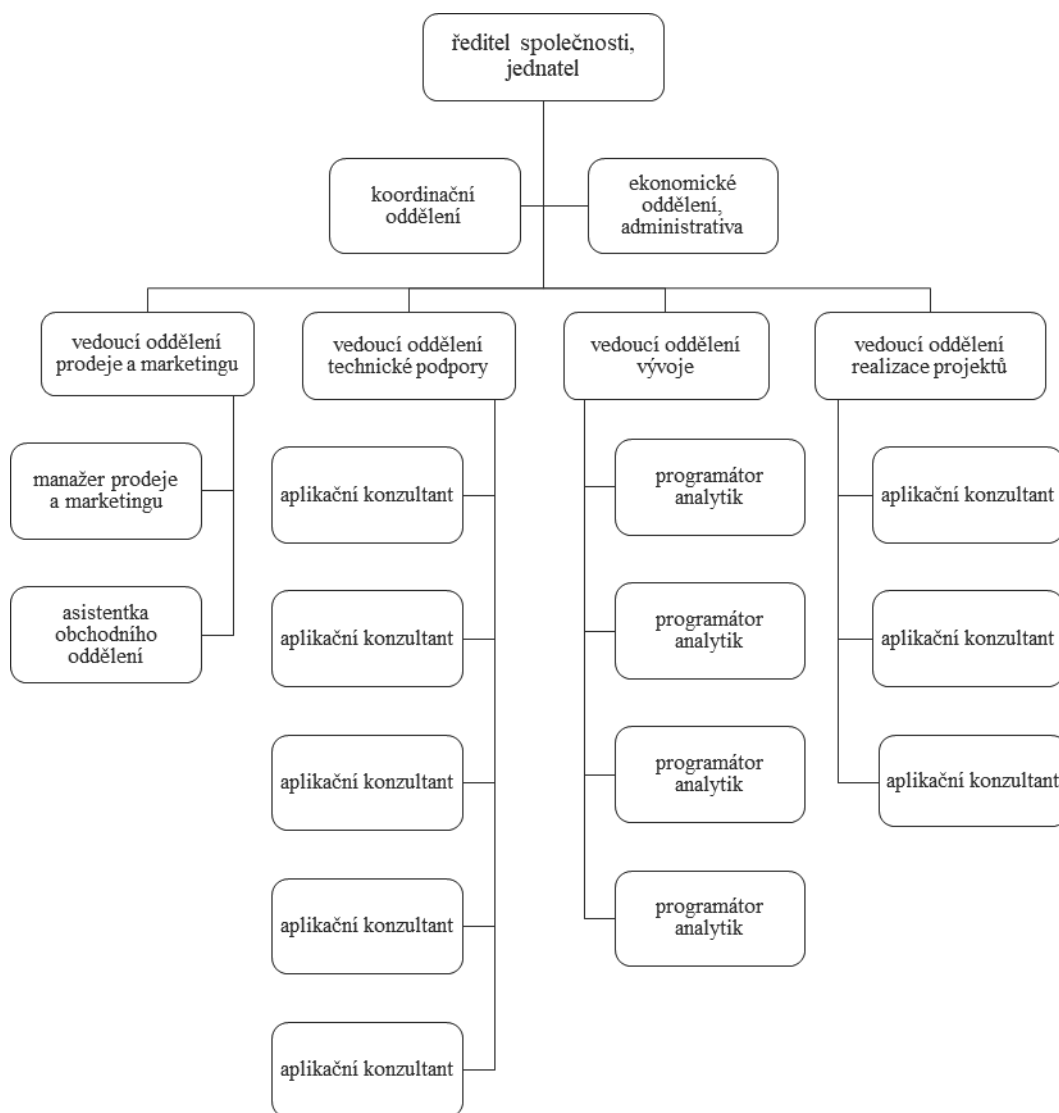 ředitel společnosti,
jednatel
koordinační
oddělení
ekonomické
oddělení,
administrativa
vedoucí oddělení
prodeje a marketingu
vedoucí oddělení
technické podpory
vedoucí oddělení
vývoje
vedoucí oddělení
realizace projektů
manažer prodeje
a marketingu
asistentka
obchodního
oddělení
aplikační konzultant
aplikační konzultant
aplikační konzultant
aplikační konzultant
aplikační konzultant
programátor
analytik
programátor
analytik
programátor
analytik
programátor
analytik
aplikační konzultant
aplikační konzultant
aplikační konzultant